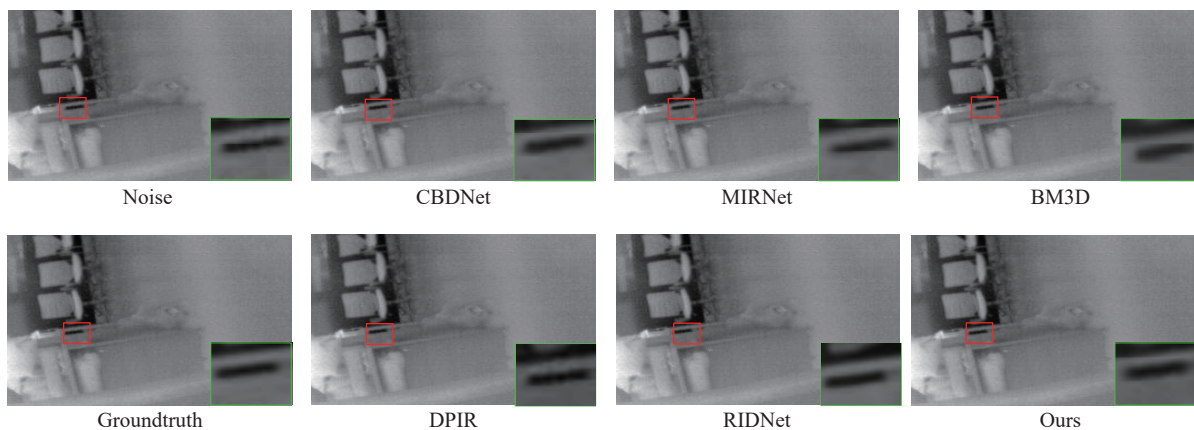 Noise
CBDNet
MIRNet
BM3D
Groundtruth
DPIR
RIDNet
Ours